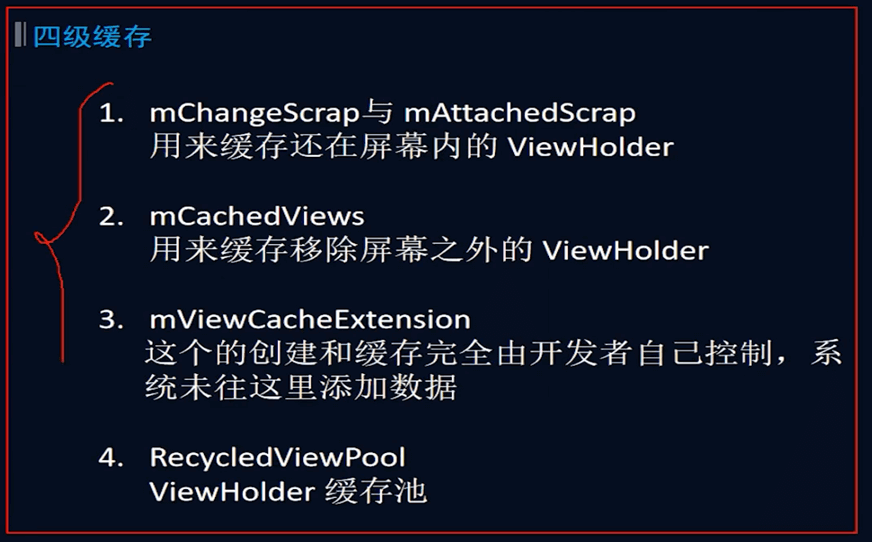 四级缓存
1. mChangeScrap与 mAttachedScrap
用来缓存还在屏幕内的 ViewHolder
2. mCachedViews
用来缓存移除屏幕之外的 ViewHolder
3. mViewCacheExtension
这个的创建和缓存完全由开发者自己控制，系
统未往这里添加数据
4. RecycledViewPool
ViewHolder 缓存池